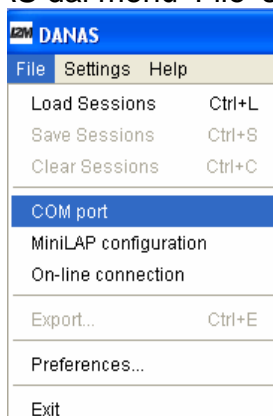 DANAS
File Settings Help
Load Sessions Ctrl+L
Save Sessions Ctrl+S
Clear Sessions Ctrl+C
COM port
MiniLAP configuration
On-line connection
Export... Ctrl+E
Preferences...
Exit